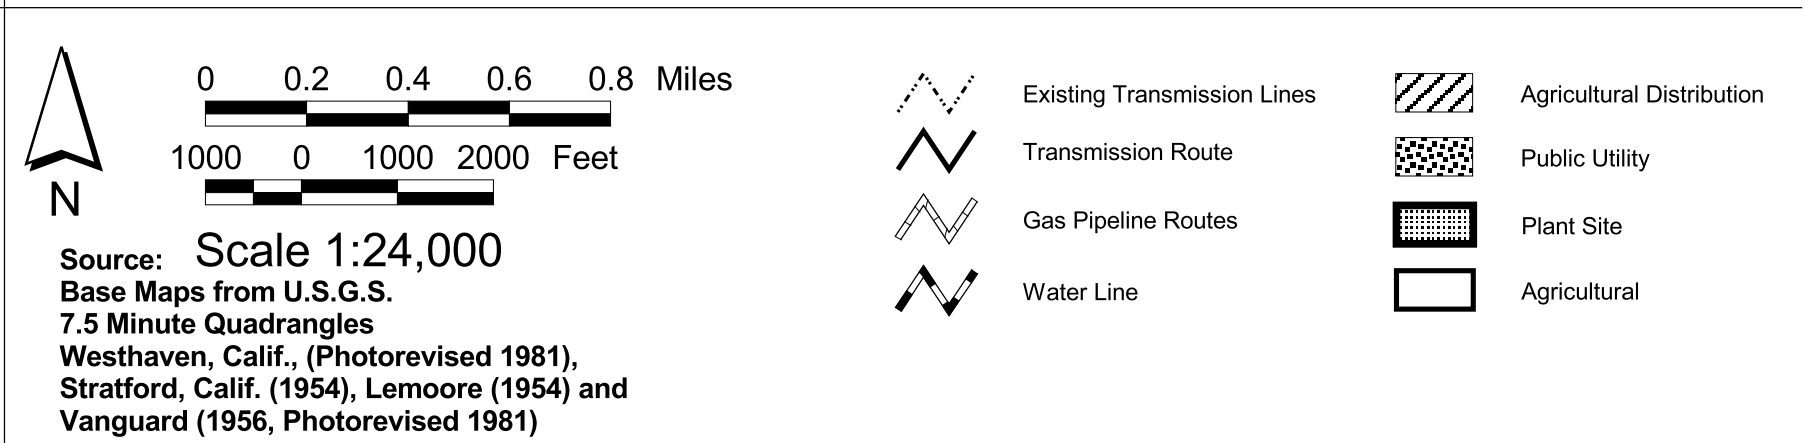 0 0.2 0.4 0.6 0.8 Miles
1000 0 1000 2000 Feet
N
Scale 1:24,000
Source:
Base Maps from U.S.G.S.
7.5 Minute Quadrangles
Westhaven, Calif., (Photorevised 1981),
Stratford, Calif. (1954), Lemoore (1954) and
Vanguard (1956, Photorevised 1981)
Existing Transmission Lines
Transmission Route
Gas Pipeline Routes
Water Line
Agricultural Distribution
Public Utility
Plant Site
Agricultural